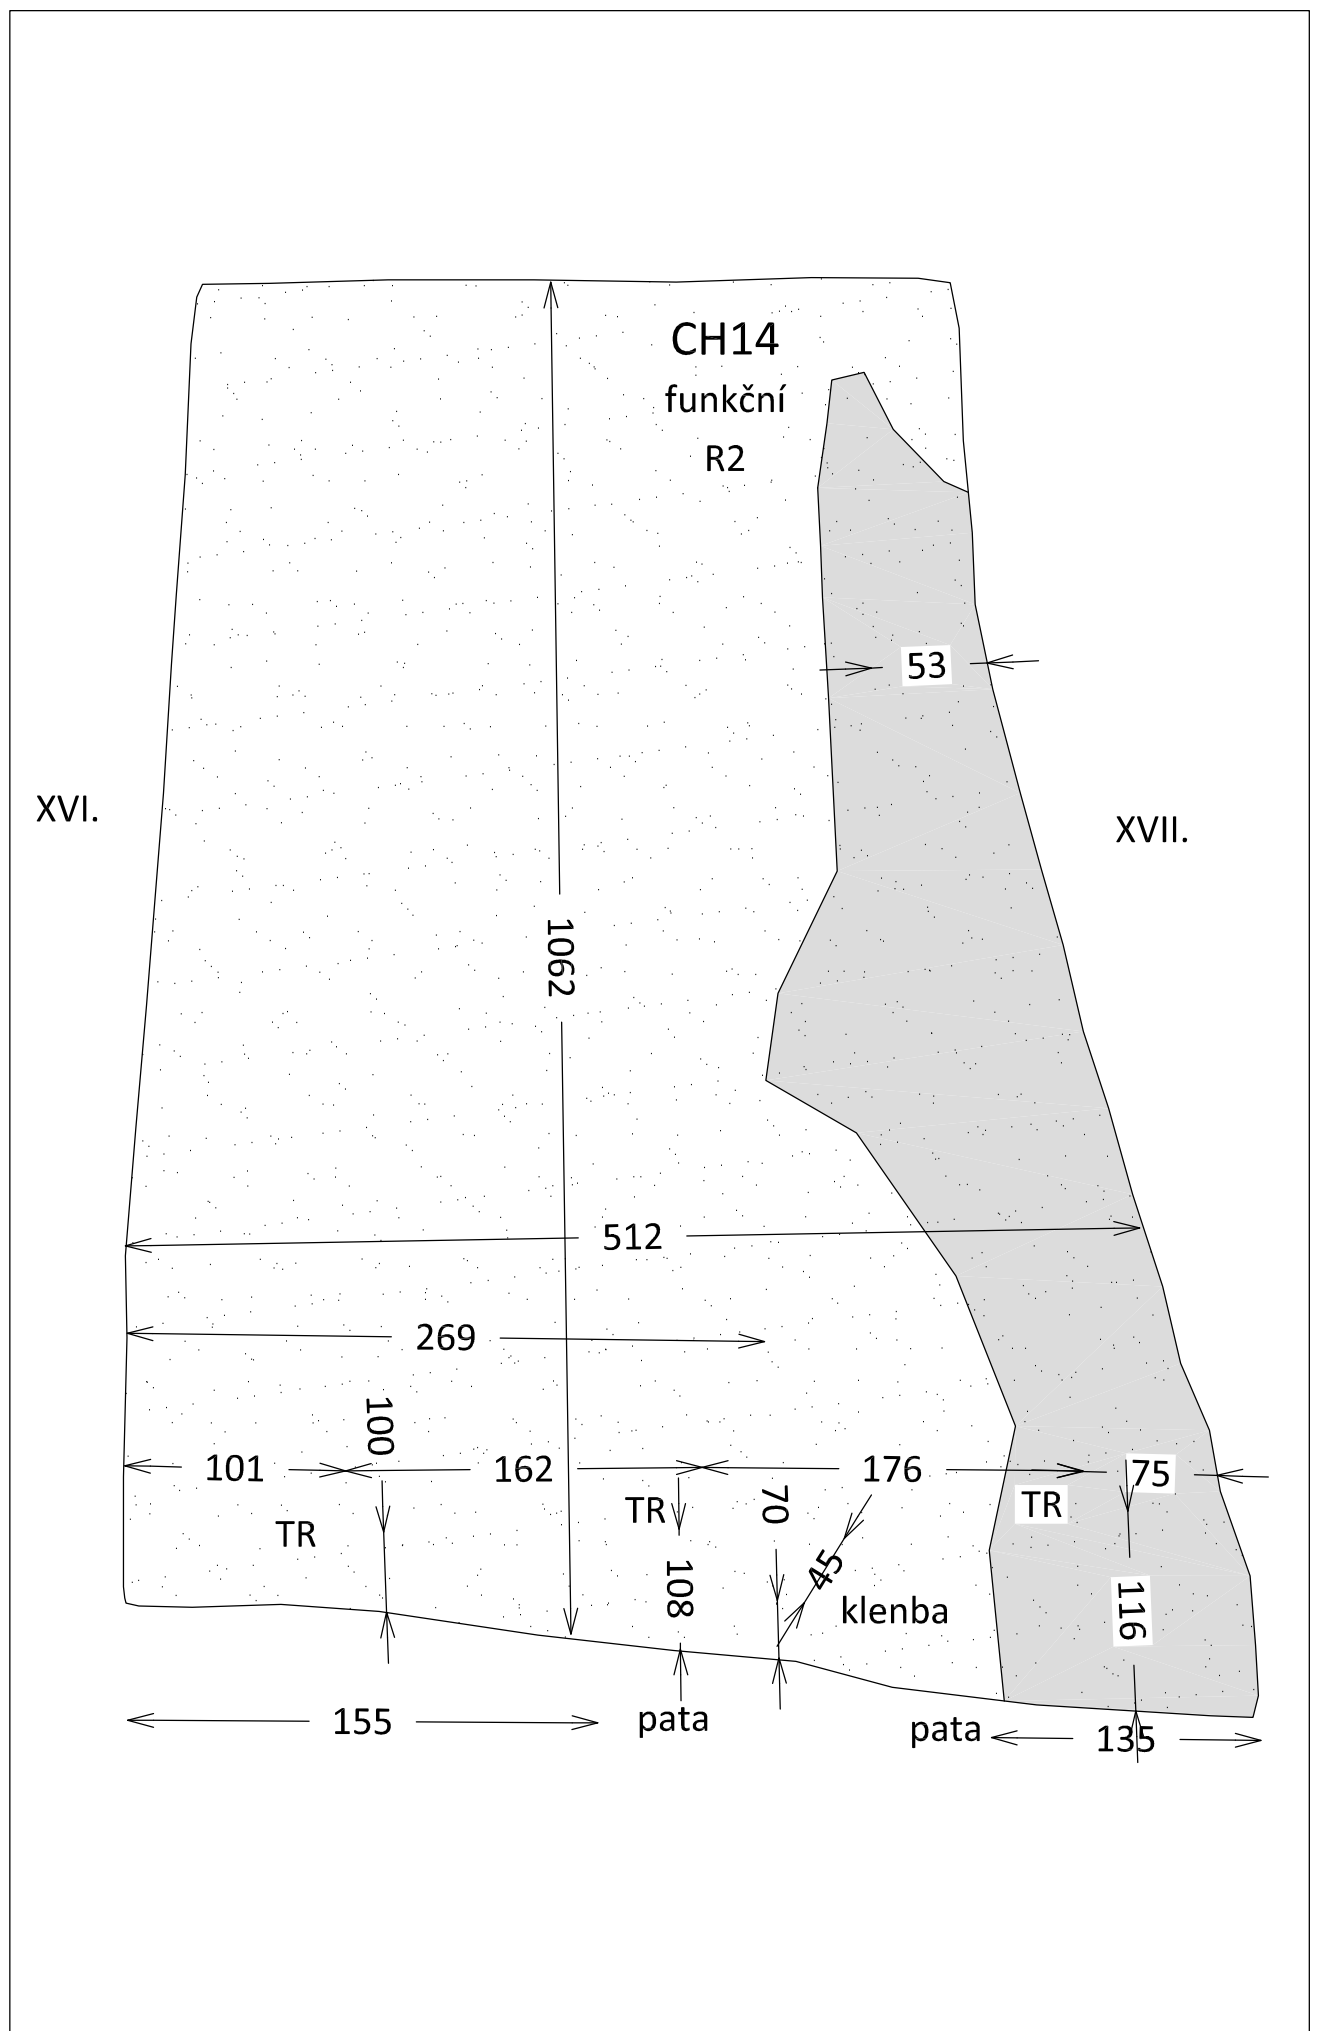 CH14
funkční
R2
53
XVI.
XVII.
1062
512
269
100
101
162
176
75
70
TR
TR
TR
45
108
116
klenba
155
pata
pata
135